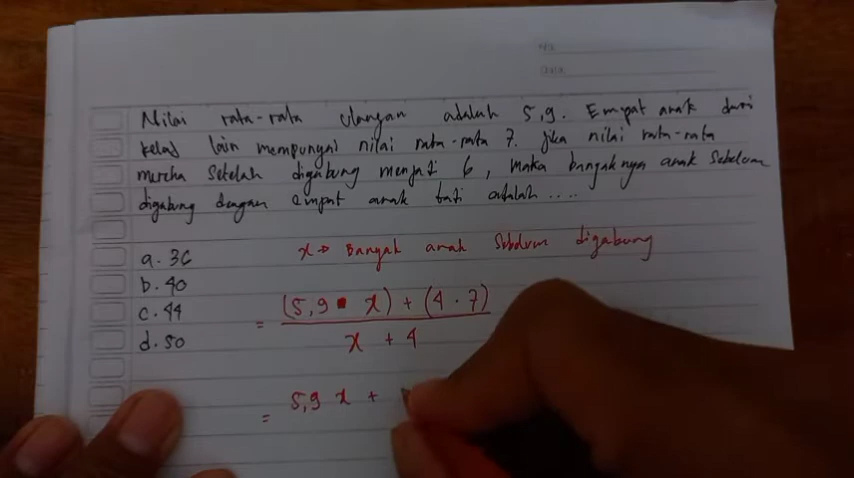 No.
Date
Nilai rata-rata ulangan adalah 5,9. Empat anak dari
kelas lain mempunyai nilai rata-rata 7. Jika nilai rata-rata
mereka setelah digabung menjadi 6, maka banyaknya anak sebelum
digabung dengan empat anak tadi adalah ....
a. 36
b. 40
c. 44
d. 50
x → Banyak anak sebelum digabung
= (5,9 • x) + (4 . 7)
x + 4
= 5,9 x +